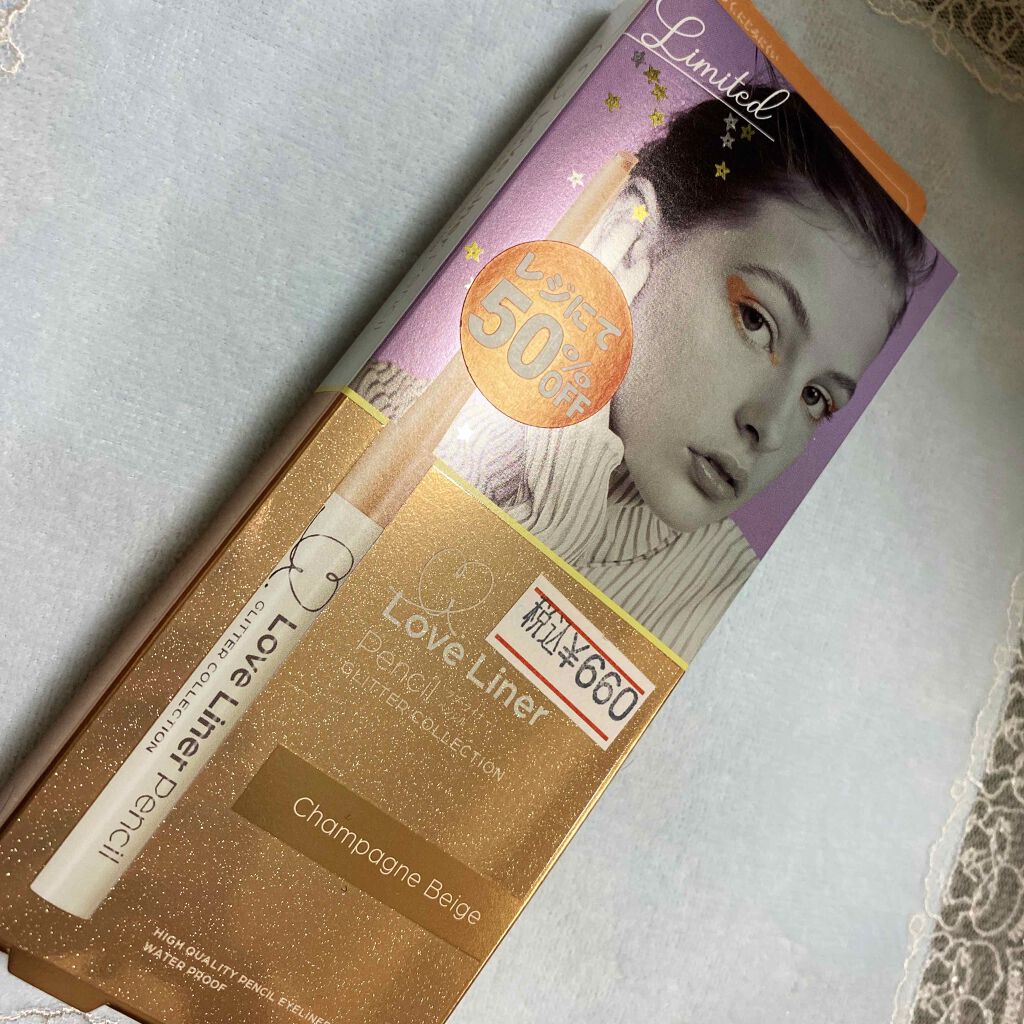 Limited
レジにて
50%
OFF
Love Liner
Pencil
GLITTER COLLECTION
税込¥660
Love Liner Pencil
GLITTER COLLECTION
Champagne Beige
HIGH QUALITY PENCIL EYELINER
WATER PROOF